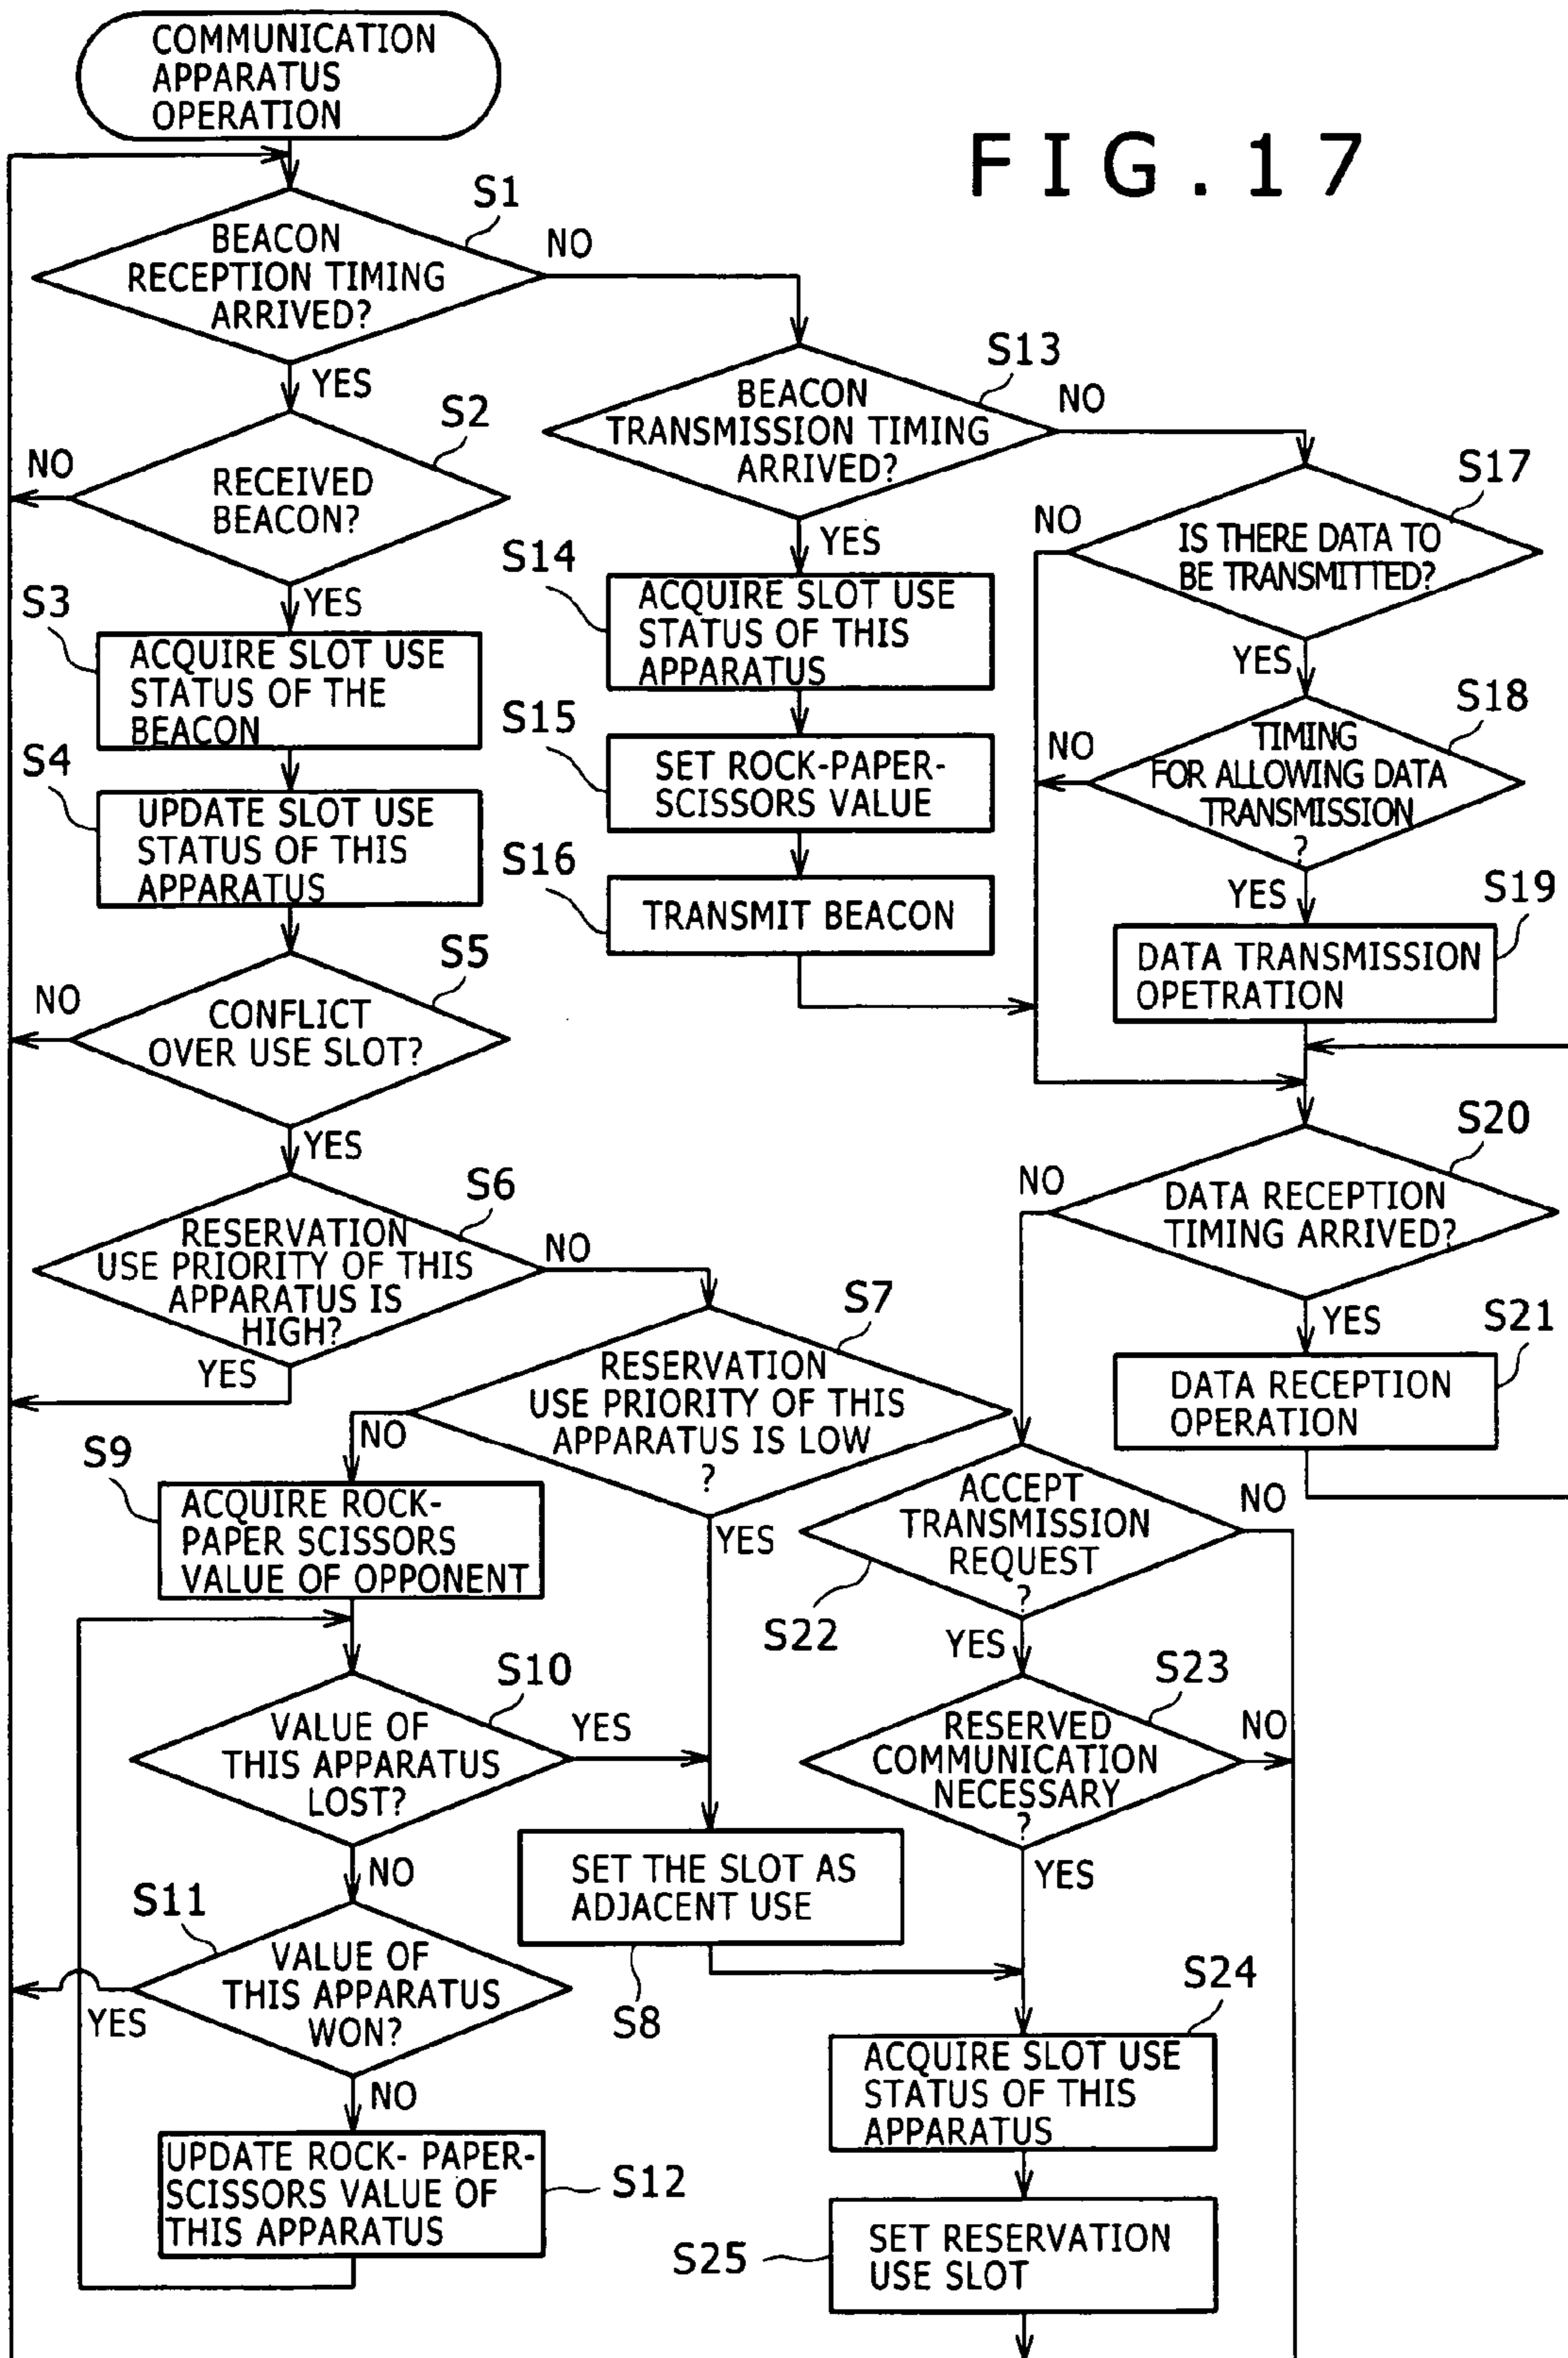 COMMUNICATION
APPARATUS
OPERATION
FIG.17
S1
BEACON
RECEPTION TIMING
ARRIVED?
NO
YES
S2
RECEIVED
BEACON?
NO
YES
S3
ACQUIRE SLOT USE
STATUS OF THE
BEACON
S4
UPDATE SLOT USE
STATUS OF THIS
APPARATUS
S5
CONFLICT
OVER USE SLOT?
NO
YES
S6
RESERVATION
USE PRIORITY OF THIS
APPARATUS IS
HIGH?
NO
YES
S7
RESERVATION
USE PRIORITY OF THIS
APPARATUS IS LOW
?
NO
YES
S9
ACQUIRE ROCK-
PAPER SCISSORS
VALUE OF OPPONENT
S10
VALUE OF
THIS APPARATUS
LOST?
YES
NO
SET THE SLOT AS
ADJACENT USE
S8
S11
VALUE OF
THIS APPARATUS
WON?
YES
NO
UPDATE ROCK- PAPER-
SCISSORS VALUE OF
THIS APPARATUS
S12
S13
BEACON
TRANSMISSION TIMING
ARRIVED?
NO
YES
S14
ACQUIRE SLOT USE
STATUS OF THIS
APPARATUS
S15
SET ROCK-PAPER-
SCISSORS VALUE
S16
TRANSMIT BEACON
S17
IS THERE DATA TO
BE TRANSMITTED?
NO
YES
S18
TIMING
FOR ALLOWING DATA
TRANSMISSION
?
NO
YES
S19
DATA TRANSMISSION
OPETRATION
S20
DATA RECEPTION
TIMING ARRIVED?
NO
YES
S21
DATA RECEPTION
OPERATION
ACCEPT
TRANSMISSION
REQUEST
?
NO
S22
YES
S23
RESERVED
COMMUNICATION
NECESSARY
?
NO
YES
S24
ACQUIRE SLOT USE
STATUS OF THIS
APPARATUS
S25
SET RESERVATION
USE SLOT